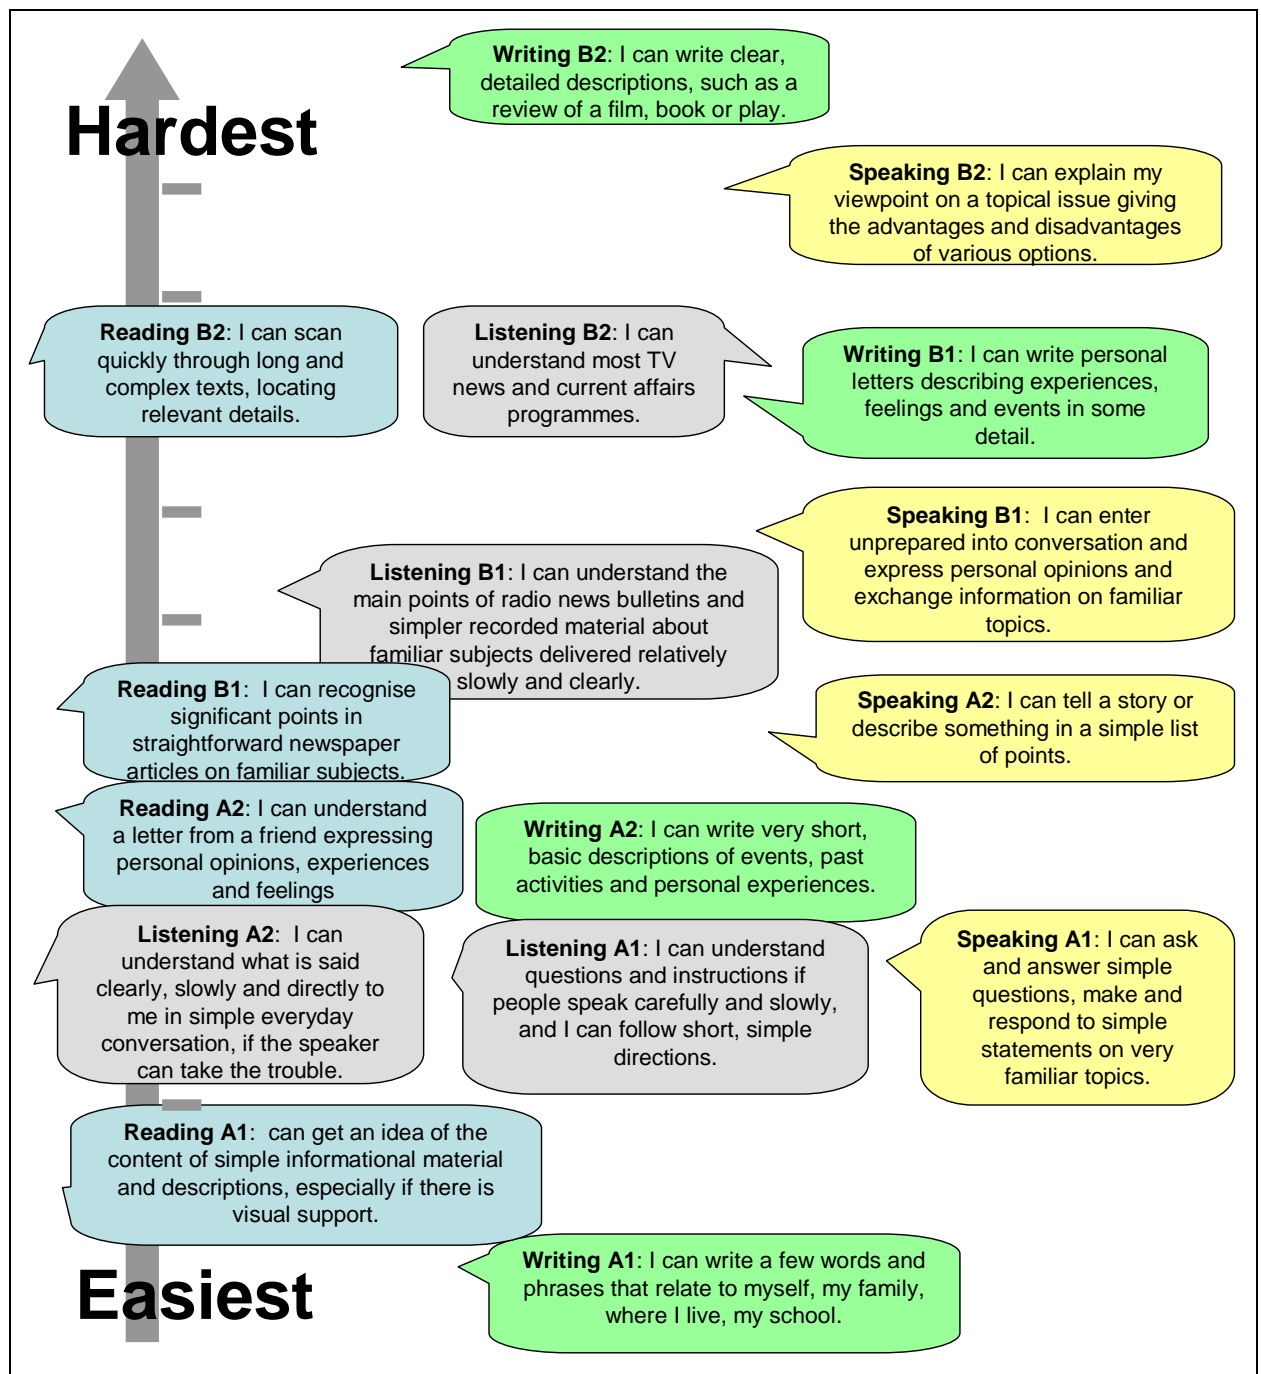 Writing B2: I can write clear,
detailed descriptions, such as a
review of a film, book or play.
Hardest
Speaking B2: I can explain my
viewpoint on a topical issue giving
the advantages and disadvantages
of various options.
Reading B2: I can scan
quickly through long and
complex texts, locating
relevant details.
Listening B2: I can
understand most TV
news and current affairs
programmes.
Writing B1: I can write personal
letters describing experiences,
feelings and events in some
detail.
Speaking B1: I can enter
unprepared into conversation and
express personal opinions and
exchange information on familiar
topics.
Listening B1: I can understand the
main points of radio news bulletins and
simpler recorded material about
familiar subjects delivered relatively
slowly and clearly.
Reading B1: I can recognise
significant points in
straightforward newspaper
articles on familiar subjects.
Speaking A2: I can tell a story or
describe something in a simple list
of points.
Reading A2: I can understand
a letter from a friend expressing
personal opinions, experiences
and feelings
Writing A2: I can write very short,
basic descriptions of events, past
activities and personal experiences.
Listening A2: I can
understand what is said
clearly, slowly and directly to
me in simple everyday
conversation, if the speaker
can take the trouble.
Listening A1: I can understand
questions and instructions if
people speak carefully and slowly,
and I can follow short, simple
directions.
Speaking A1: I can ask
and answer simple
questions, make and
respond to simple
statements on very
familiar topics.
Reading A1: can get an idea of the
content of simple informational material
and descriptions, especially if there is
visual support.
Writing A1: I can write a few words and
phrases that relate to myself, my family,
where I live, my school.
Easiest